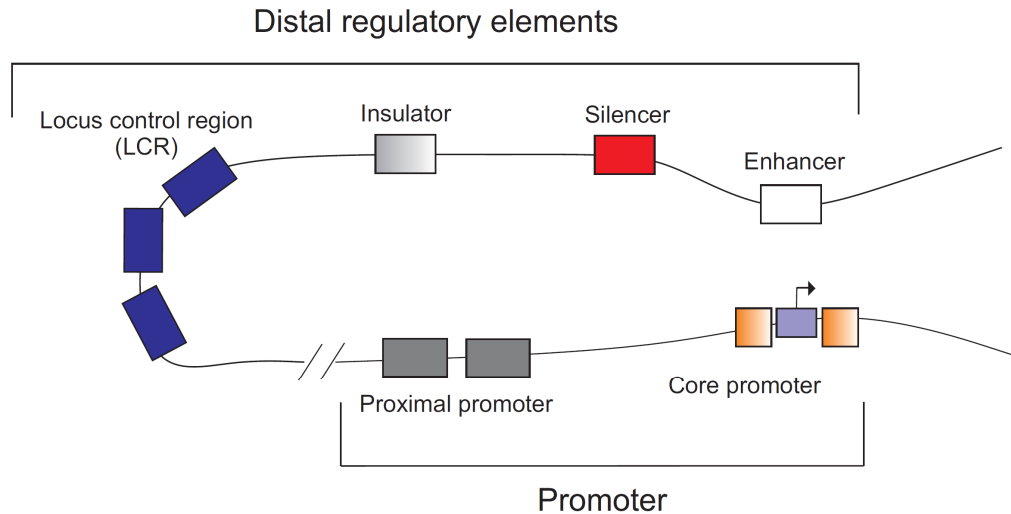 Distal regulatory elements
Locus control region
(LCR)
Insulator
Silencer
Enhancer
Proximal promoter
Core promoter
Promoter